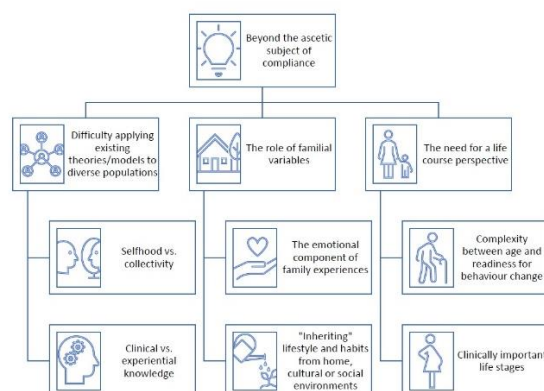 Beyond the ascetic
subject of
compliance
Difficulty applying
existing
theories/models to
diverse populations
The role of familial
variables
The need for a life
course perspective
Selfhood vs.
collectivity
The emotional
component of
family experiences
Complexity
between age and
readiness for
behaviour change
Clinical vs.
experiential
knowledge
"Inheriting"
lifestyle and habits
from home,
cultural or social
environments
Clinically important
life stages